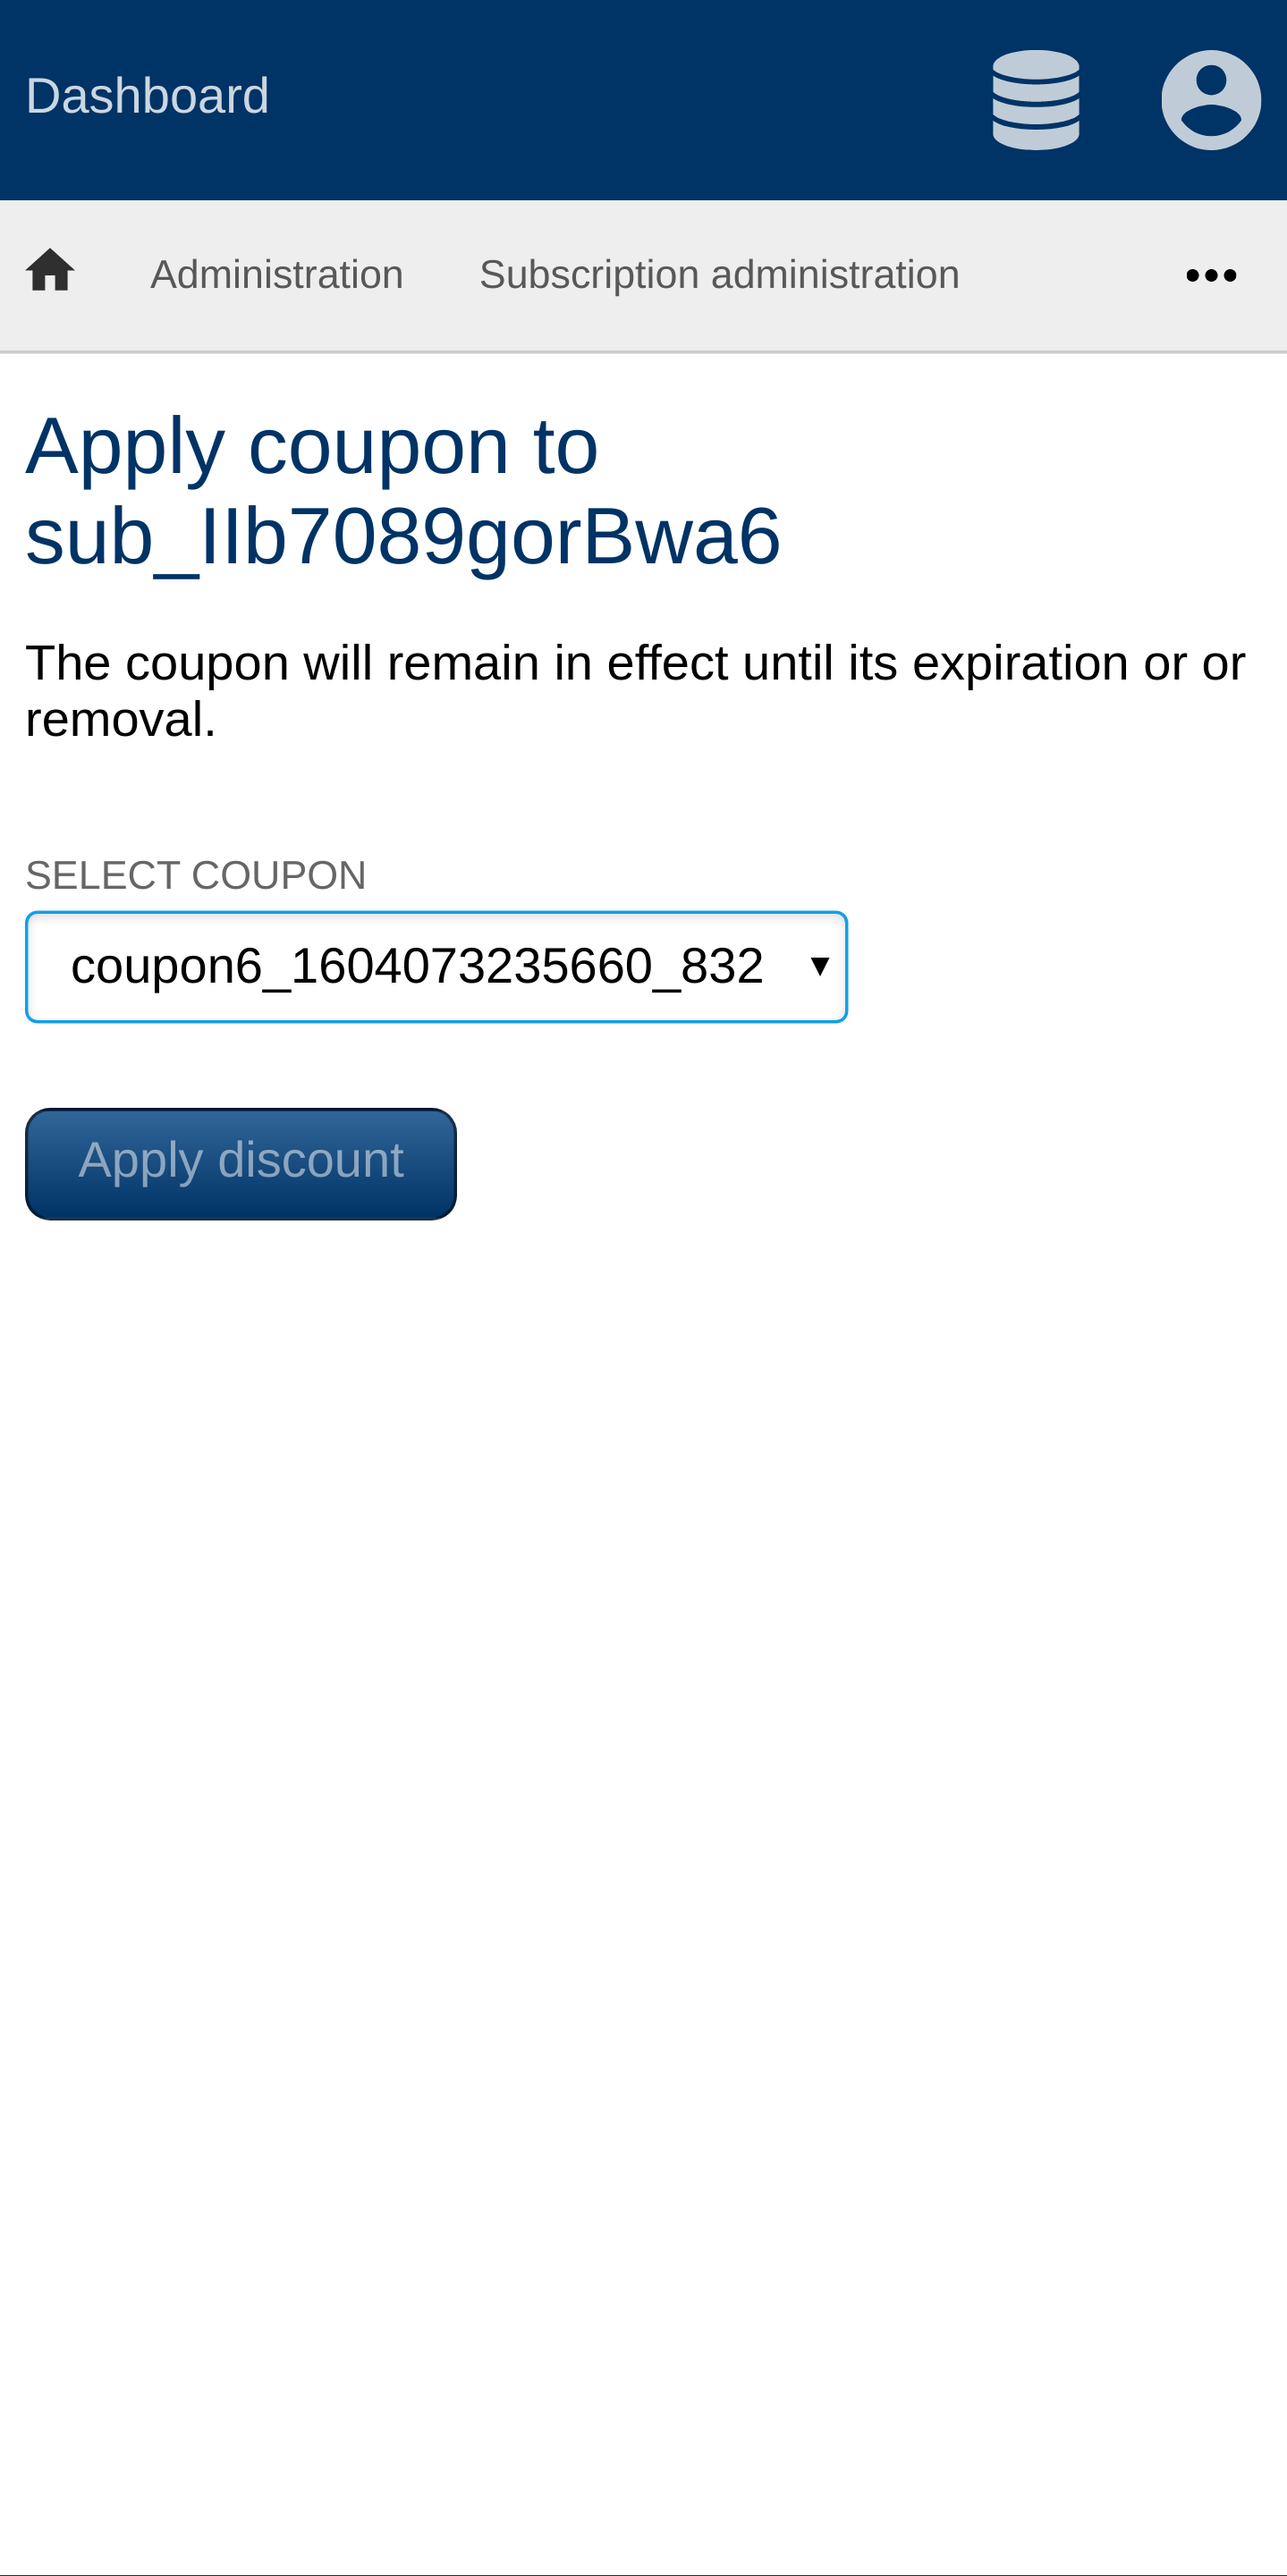 Dashboard
Administration Subscription administration
Apply coupon to
sub_IIb7089gorBwa6
The coupon will remain in effect until its expiration or or
removal.
SELECT COUPON
coupon6_1604073235660_832
Apply discount